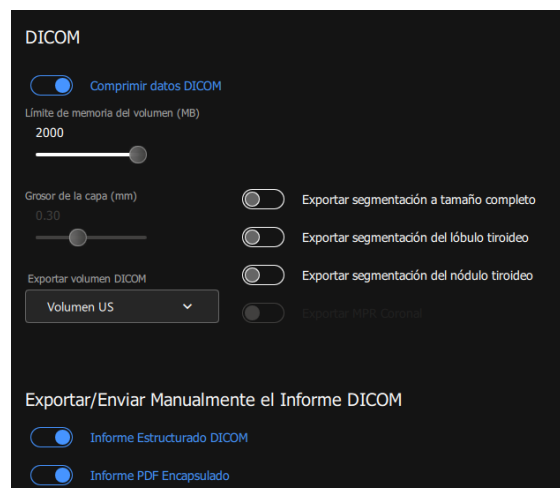 DICOM
Comprimir datos DICOM
Límite de memoria del volumen (MB)
2000
Grosor de la capa (mm)
0.30
Exportar segmentación a tamaño completo
Exportar segmentación del lóbulo tiroideo
Exportar volumen DICOM
Exportar segmentación del nódulo tiroideo
Volumen US
Exportar MPR Coronal
Exportar/Enviar Manualmente el Informe DICOM
Informe Estructurado DICOM
Informe PDF Encapsulado